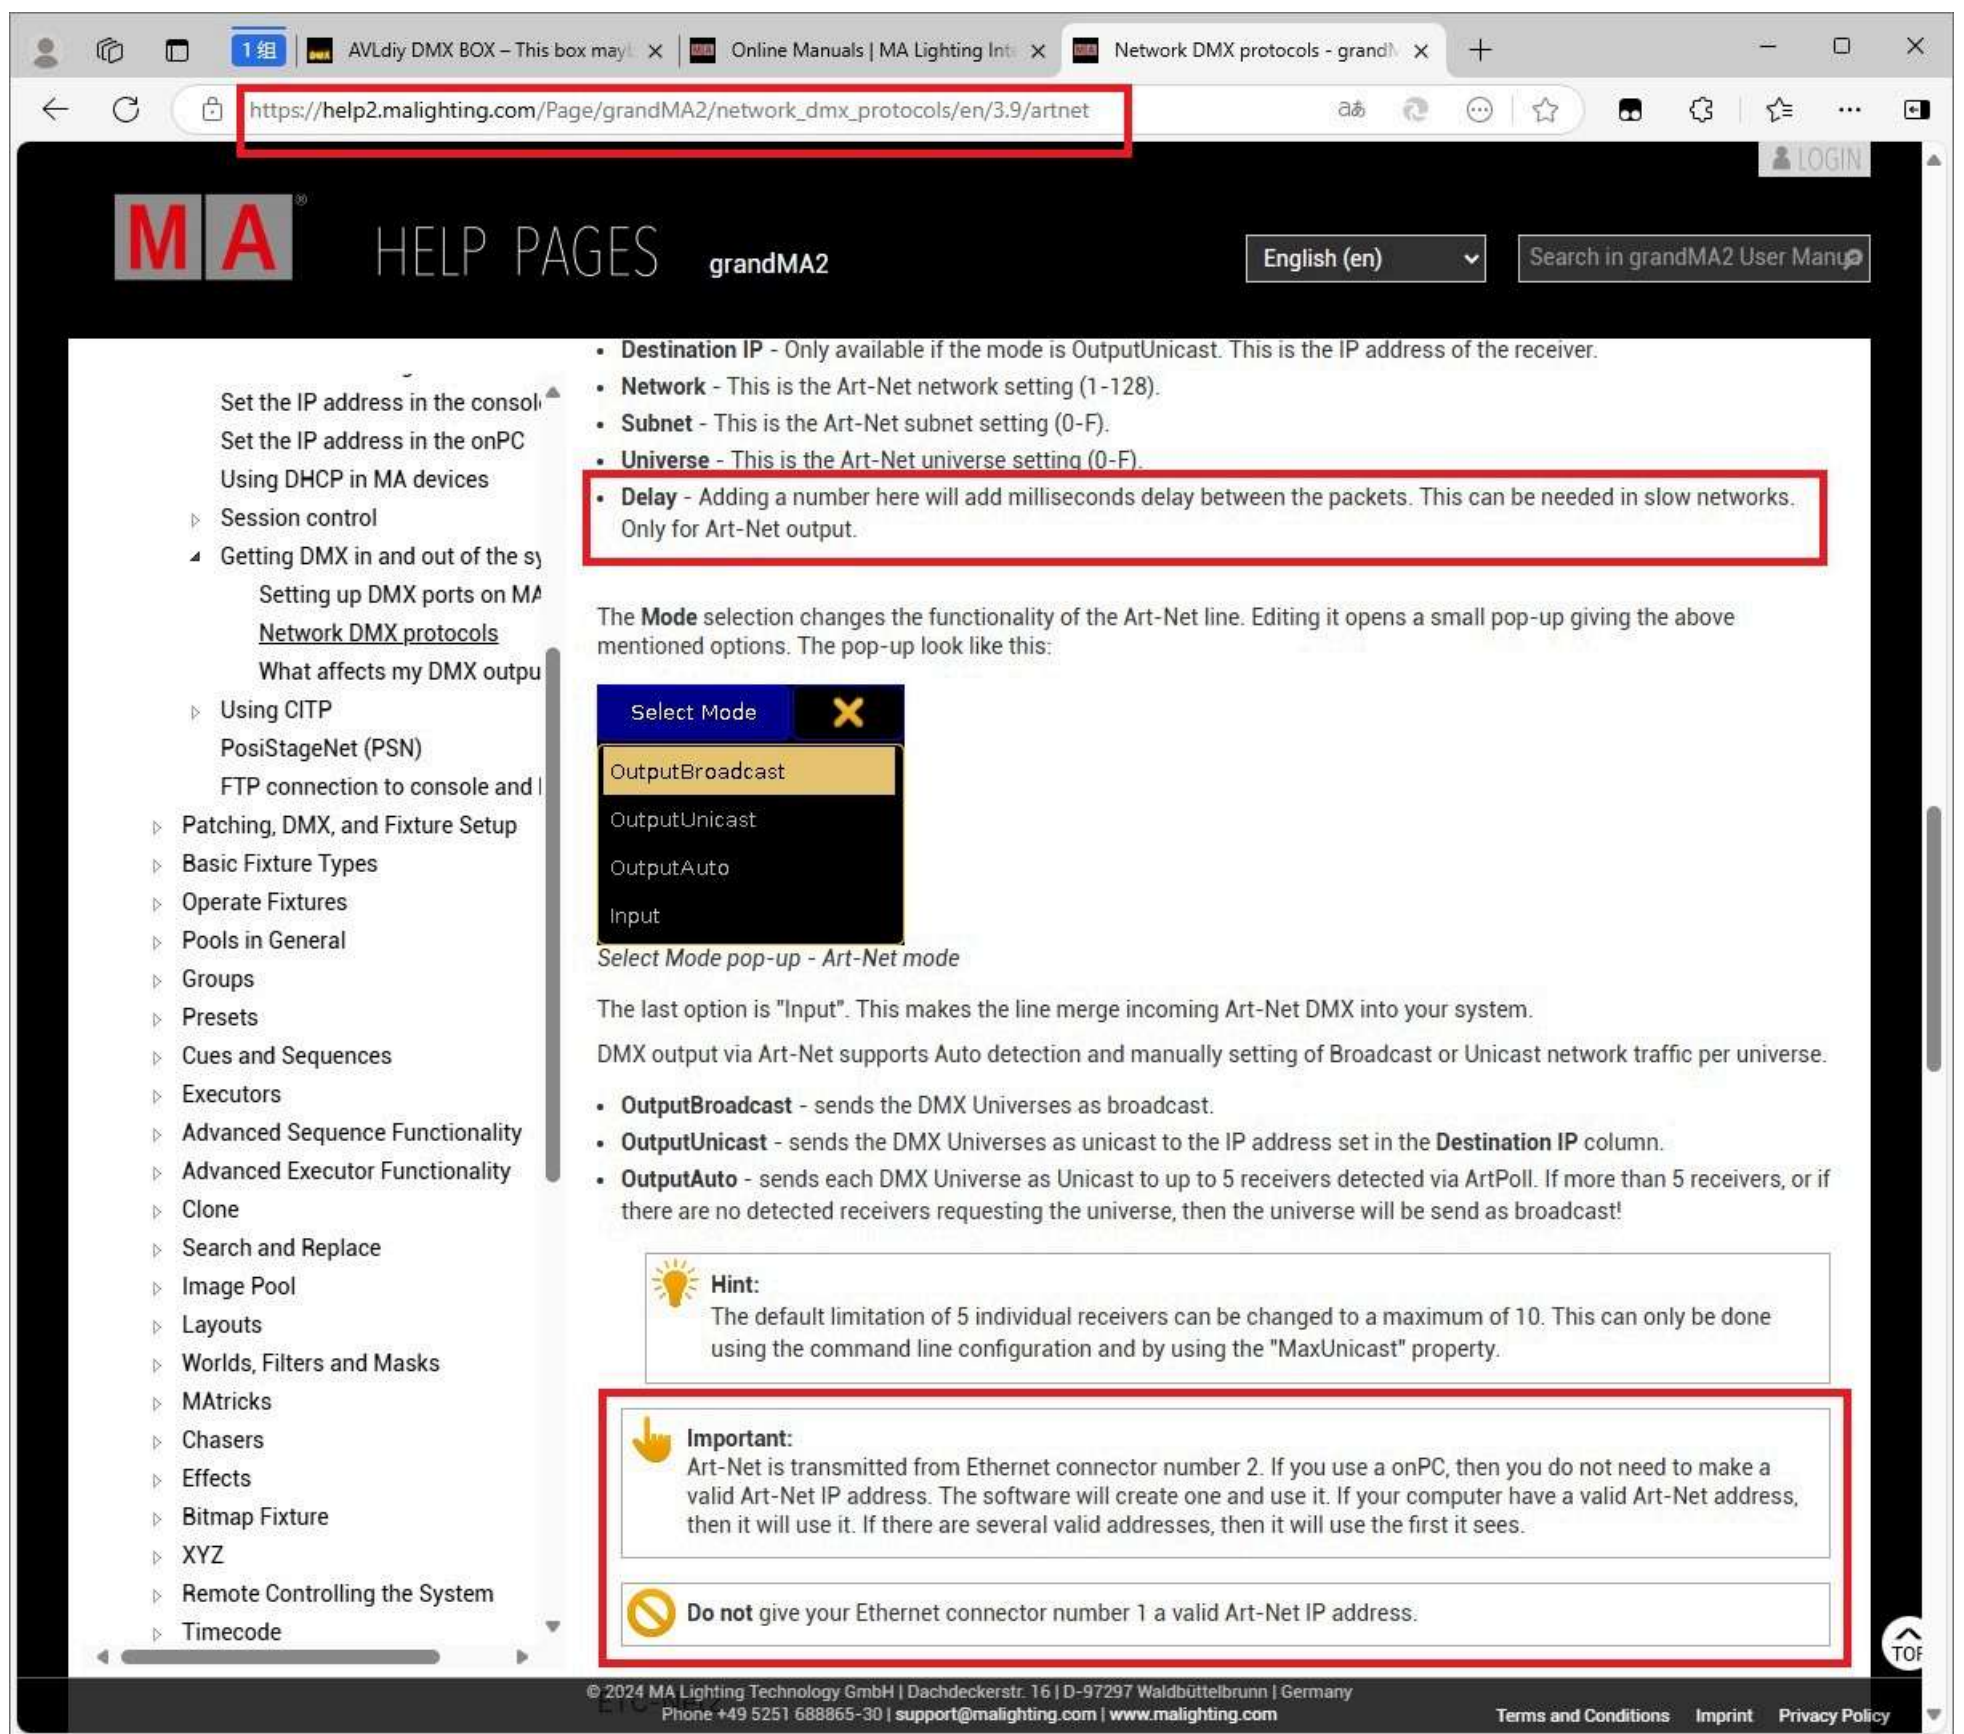 1组
AVLdiy DMX BOX – This box may
Online Manuals | MA Lighting Int
Network DMX protocols - grand
https://help2.malighting.com/Page/grandMA2/network_dmx_protocols/en/3.9/artnet
aあ
LOGIN
MA®
HELP PAGES grandMA2
English (en)
Search in grandMA2 User Manu
Set the IP address in the consol
Set the IP address in the onPC
Using DHCP in MA devices
Session control
Getting DMX in and out of the sy
Setting up DMX ports on MA
Network DMX protocols
What affects my DMX outpu
Using CITP
PosiStageNet (PSN)
FTP connection to console and
Patching, DMX, and Fixture Setup
Basic Fixture Types
Operate Fixtures
Pools in General
Groups
Presets
Cues and Sequences
Executors
Advanced Sequence Functionality
Advanced Executor Functionality
Clone
Search and Replace
Image Pool
Layouts
Worlds, Filters and Masks
MAtricks
Chasers
Effects
Bitmap Fixture
XYZ
Remote Controlling the System
Timecode
• Destination IP - Only available if the mode is OutputUnicast. This is the IP address of the receiver.
• Network - This is the Art-Net network setting (1-128).
• Subnet - This is the Art-Net subnet setting (0-F).
• Universe - This is the Art-Net universe setting (0-F).
• Delay - Adding a number here will add milliseconds delay between the packets. This can be needed in slow networks.
Only for Art-Net output.
The Mode selection changes the functionality of the Art-Net line. Editing it opens a small pop-up giving the above
mentioned options. The pop-up look like this:
Select Mode
OutputBroadcast
OutputUnicast
OutputAuto
Input
Select Mode pop-up - Art-Net mode
The last option is "Input". This makes the line merge incoming Art-Net DMX into your system.
DMX output via Art-Net supports Auto detection and manually setting of Broadcast or Unicast network traffic per universe.
• OutputBroadcast - sends the DMX Universes as broadcast.
• OutputUnicast - sends the DMX Universes as unicast to the IP address set in the Destination IP column.
• OutputAuto - sends each DMX Universe as Unicast to up to 5 receivers detected via ArtPoll. If more than 5 receivers, or if
there are no detected receivers requesting the universe, then the universe will be send as broadcast!
Hint:
The default limitation of 5 individual receivers can be changed to a maximum of 10. This can only be done
using the command line configuration and by using the "MaxUnicast" property.
Important:
Art-Net is transmitted from Ethernet connector number 2. If you use a onPC, then you do not need to make a
valid Art-Net IP address. The software will create one and use it. If your computer have a valid Art-Net address,
then it will use it. If there are several valid addresses, then it will use the first it sees.
Do not give your Ethernet connector number 1 a valid Art-Net IP address.
TOP
© 2024 MA Lighting Technology GmbH | Dachdeckerstr. 16 | D-97297 Waldbüttelbrunn | Germany
Phone +49 5251 688865-30 | support@malighting.com | www.malighting.com
Terms and Conditions Imprint Privacy Policy